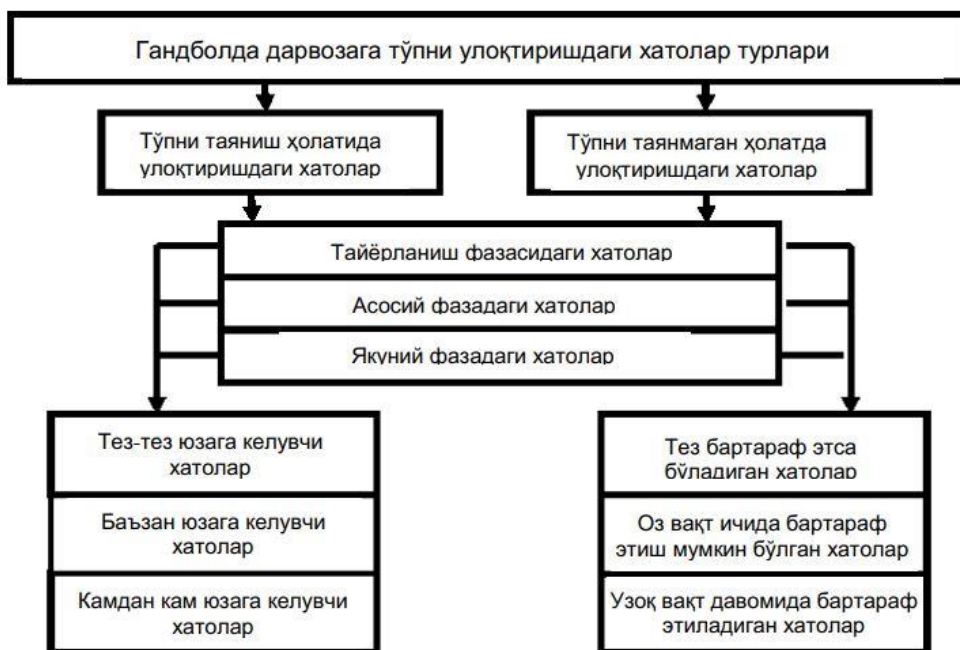 Гандболда дарвозага тўпни улоқтиришдаги хатолар турлари
Тўпни таяниш ҳолатида
улоқтиришдаги хатолар
Тўпни таянмаган ҳолатда
улоқтиришдаги хатолар
Тайёрланиш фазасидаги хатолар
Асосий фазадаги хатолар
Якуний фазадаги хатолар
Тез-тез юзага келувчи
хатолар
Баъзан юзага келувчи
хатолар
Камдан кам юзага келувчи
хатолар
Тез бартараф этса
бўладиган хатолар
Оз вақт ичида бартараф
этиш мумкин бўлган хатолар
Узоқ вақт давомида бартараф
этиладиган хатолар